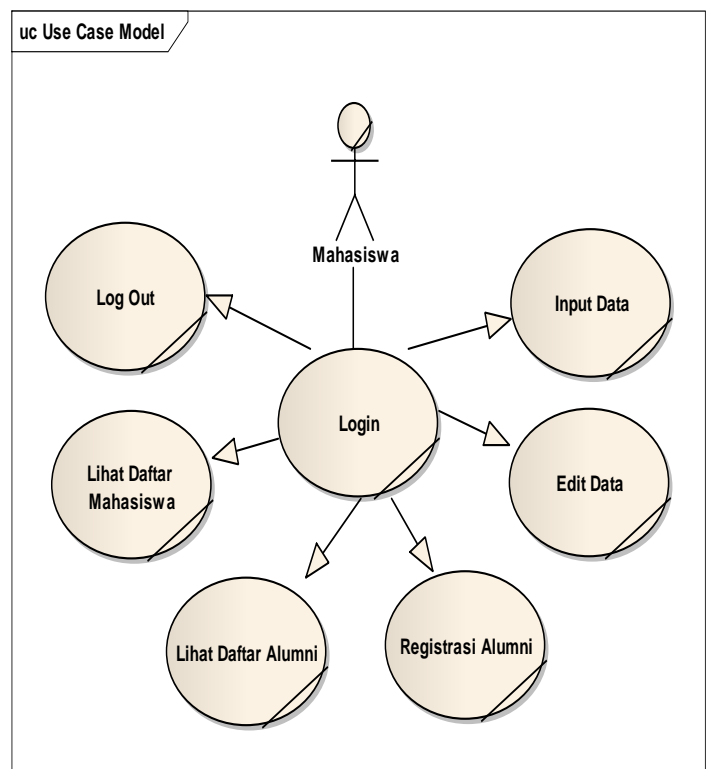 uc Use Case Model
Mahasiswa
Log Out
Input Data
Login
Lihat Daftar
Mahasiswa
Edit Data
Lihat Daftar Alumni
Registrasi Alumni